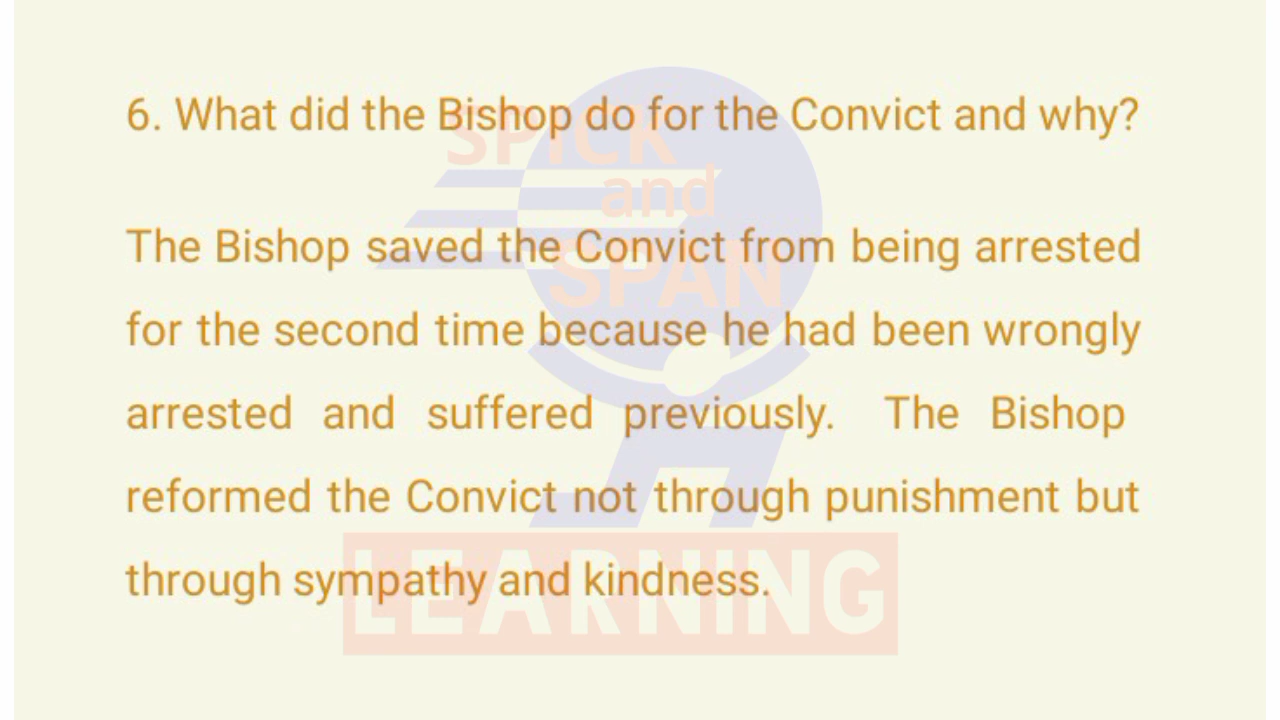 6. What did the Bishop do for the Convict and why?
The Bishop saved the Convict from being arrested
for the second time because he had been wrongly
arrested and suffered previously. The Bishop
reformed the Convict not through punishment but
through sympathy and kindness.
SPICK
and
SPAN
LEARNING